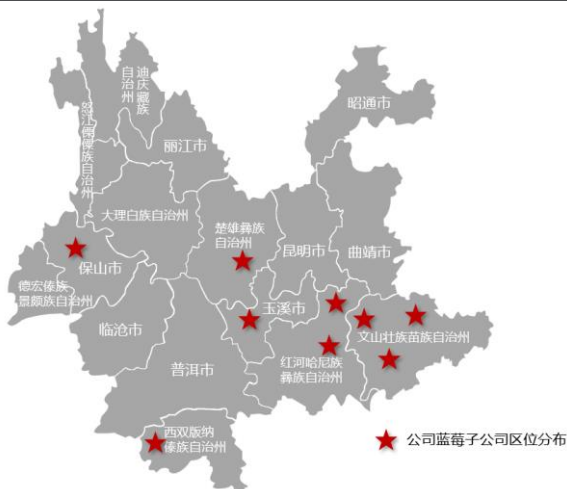 迪庆藏族
自治州
怒江傈僳族自治州
丽江市
昭通市
大理白族自治州
楚雄彝族
自治州
昆明市
曲靖市
保山市
德宏傣族
景颇族自治州
临沧市
玉溪市
文山壮族苗族自治州
普洱市
红河哈尼族
彝族自治州
西双版纳
傣族自治州
公司蓝莓子公司区位分布